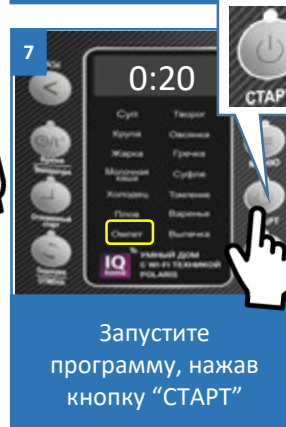 7
0:20
СТАРТ
Суп
Творог
Крупа
Овсянка
Жарка
Гречка
Молочная каша
Суфле
Холодец
Томление
Плов
Варенье
Омлет
Выпечка
IQ home
УМНЫЙ ДОМ
С WI-FI ТЕХНИКОЙ
POLARIS
Запустите
программу, нажав
кнопку “СТАРТ”